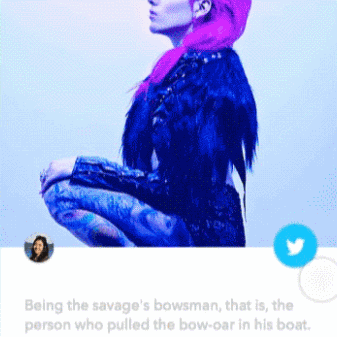 Being the savage's bowsman, that is, the
person who pulled the bow-oar in his boat.